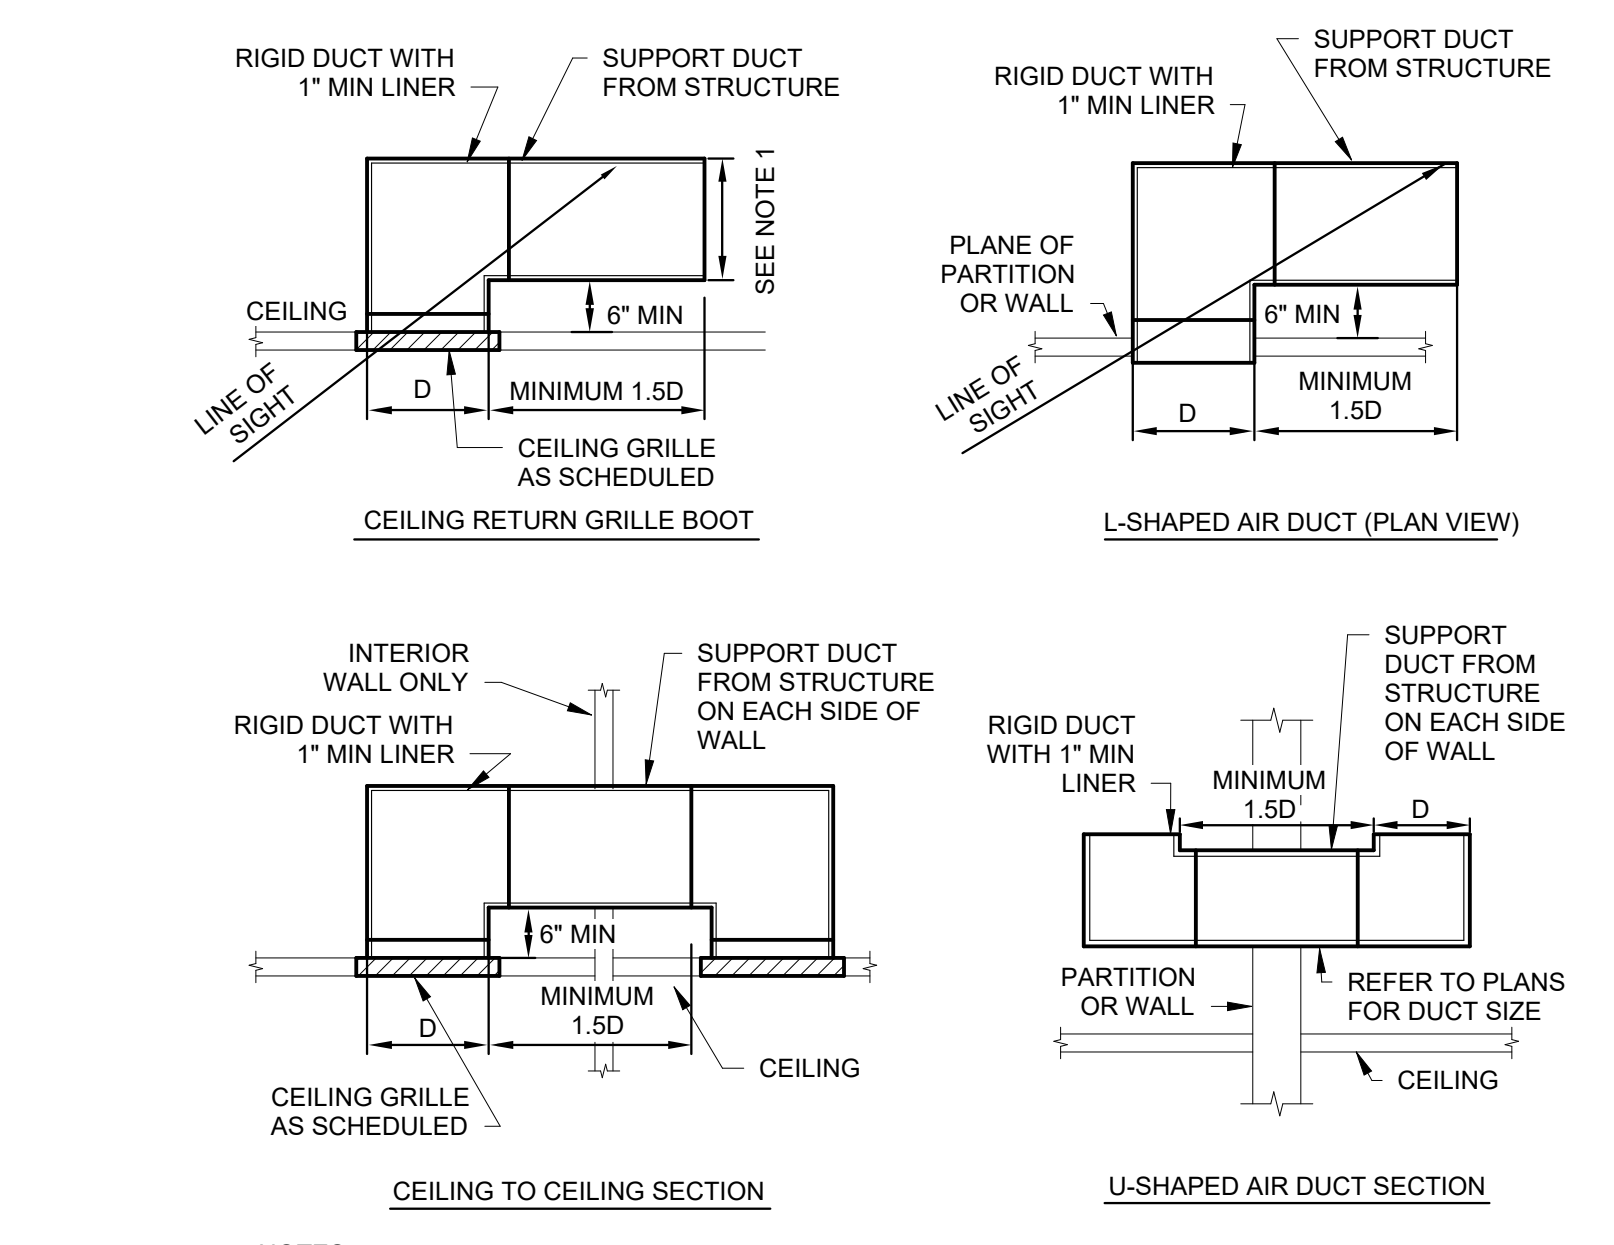 RIGID DUCT WITH
1" MIN LINER
SUPPORT DUCT
FROM STRUCTURE
SEE NOTE 1
CEILING
6" MIN
LINE OF
SIGHT
D
MINIMUM 1.5D
CEILING GRILLE
AS SCHEDULED
CEILING RETURN GRILLE BOOT
SUPPORT DUCT
FROM STRUCTURE
RIGID DUCT WITH
1" MIN LINER
PLANE OF
PARTITION
OR WALL
6" MIN
LINE OF
SIGHT
D
MINIMUM
1.5D
L-SHAPED AIR DUCT (PLAN VIEW)
INTERIOR
WALL ONLY
RIGID DUCT WITH
1" MIN LINER
SUPPORT DUCT
FROM STRUCTURE
ON EACH SIDE OF
WALL
6" MIN
MINIMUM
1.5D
D
CEILING
CEILING GRILLE
AS SCHEDULED
CEILING TO CEILING SECTION
SUPPORT
DUCT FROM
STRUCTURE
ON EACH SIDE
OF WALL
RIGID DUCT
WITH 1" MIN
LINER
MINIMUM
1.5D
D
PARTITION
OR WALL
REFER TO PLANS
FOR DUCT SIZE
CEILING
U-SHAPED AIR DUCT SECTION